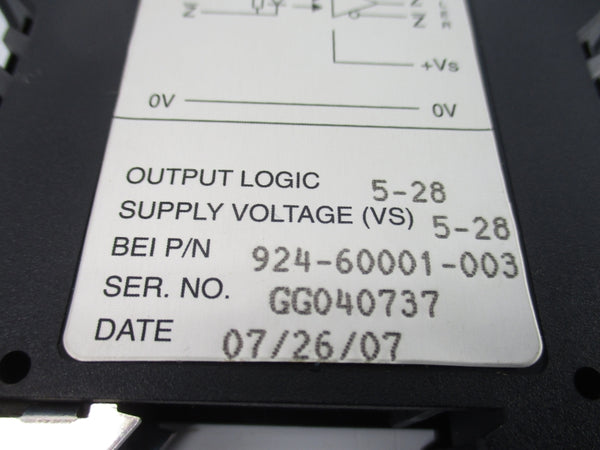 +Vs
0V 0V
OUTPUT LOGIC 5-28
SUPPLY VOLTAGE (VS) 5-28
BEI P/N 924-60001-003
SER. NO. GG040737
DATE 07/26/07